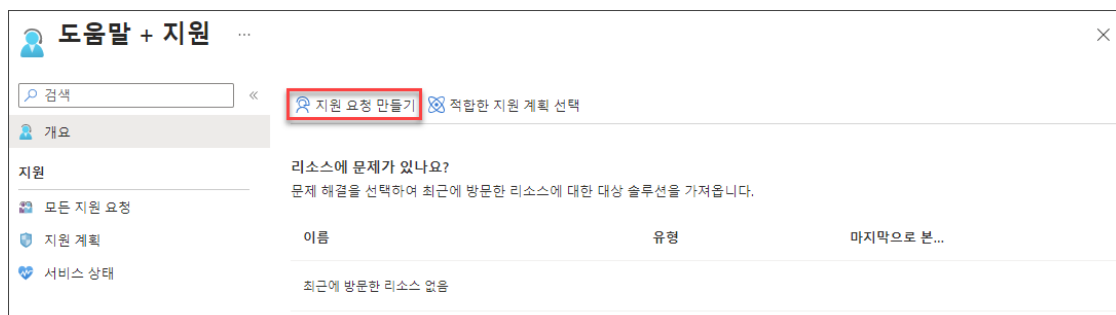 도움말 + 지원 ...
검색
개요
지원
모든 지원 요청
지원 계획
서비스 상태
지원 요청 만들기 적합한 지원 계획 선택
리소스에 문제가 있나요?
문제 해결을 선택하여 최근에 방문한 리소스에 대한 대상 솔루션을 가져옵니다.
이름 유형 마지막으로 본...
최근에 방문한 리소스 없음